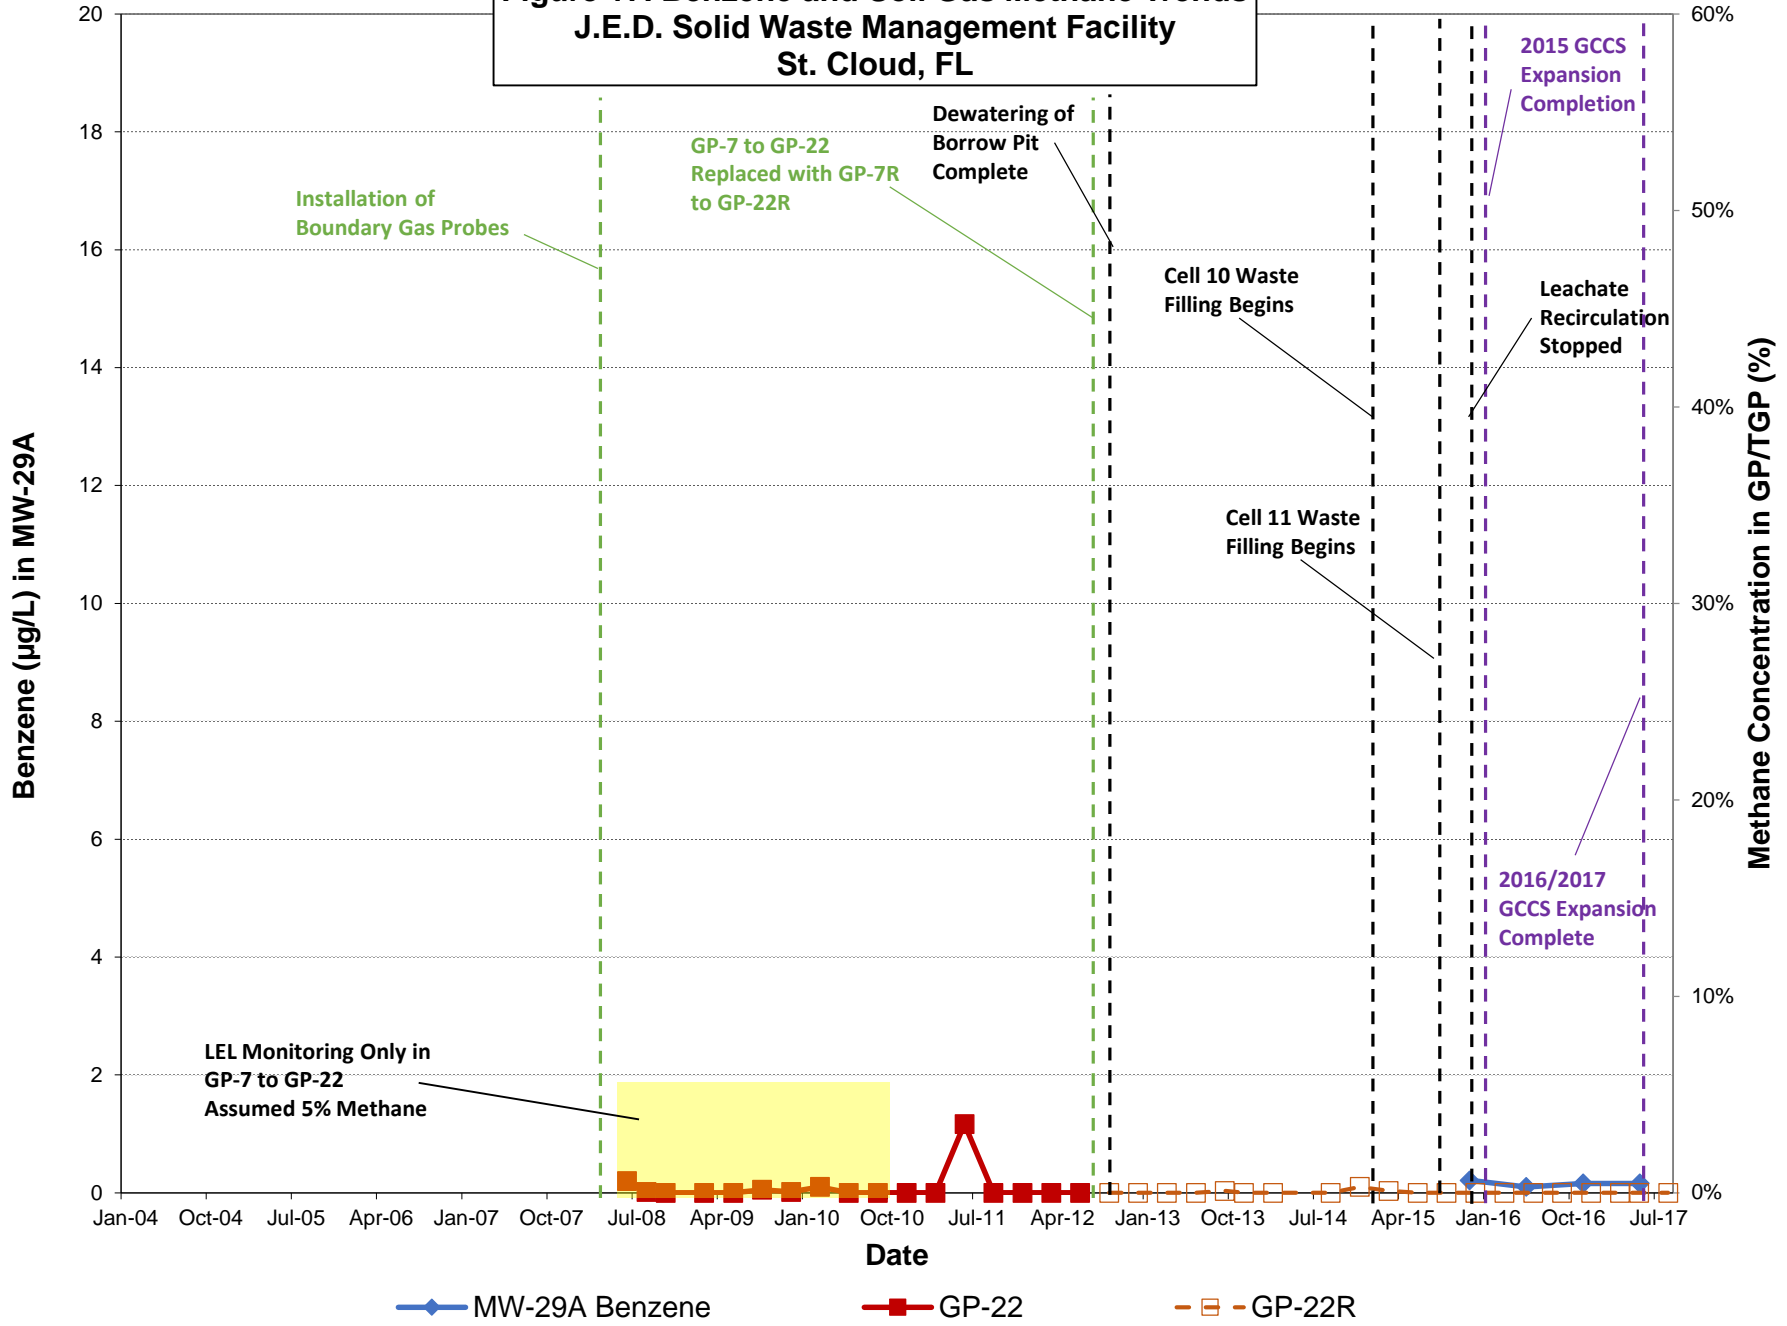 J.E.D. Solid Waste Management Facility
St. Cloud, FL
20
18
16
14
12
10
8
6
4
2
0
Benzene (µg/L) in MW-29A
60%
50%
40%
30%
20%
10%
0%
Methane Concentration in GP/TGP (%)
Installation of
Boundary Gas Probes
GP-7 to GP-22
Replaced with GP-7R
to GP-22R
Dewatering of
Borrow Pit
Complete
Cell 10 Waste
Filling Begins
Cell 11 Waste
Filling Begins
2015 GCCS
Expansion
Completion
Leachate
Recirculation
Stopped
2016/2017
GCCS Expansion
Complete
LEL Monitoring Only in
GP-7 to GP-22
Assumed 5% Methane
Jan-04 Oct-04 Jul-05 Apr-06 Jan-07 Oct-07 Jul-08 Apr-09 Jan-10 Oct-10 Jul-11 Apr-12 Jan-13 Oct-13 Jul-14 Apr-15 Jan-16 Oct-16 Jul-17
Date
MW-29A Benzene GP-22 GP-22R